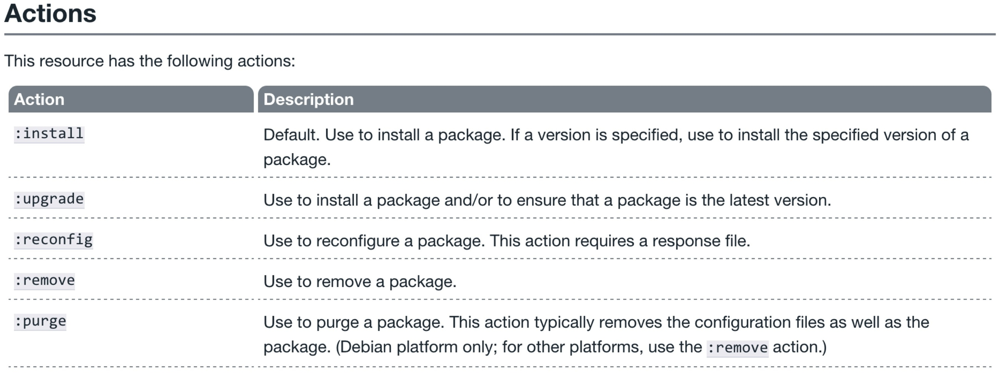 Actions
This resource has the following actions:
Action Description
:install Default. Use to install a package. If a version is specified, use to install the specified version of a
package.
:upgrade Use to install a package and/or to ensure that a package is the latest version.
:reconfig Use to reconfigure a package. This action requires a response file.
:remove Use to remove a package.
:purge Use to purge a package. This action typically removes the configuration files as well as the
package. (Debian platform only; for other platforms, use the :remove action.)